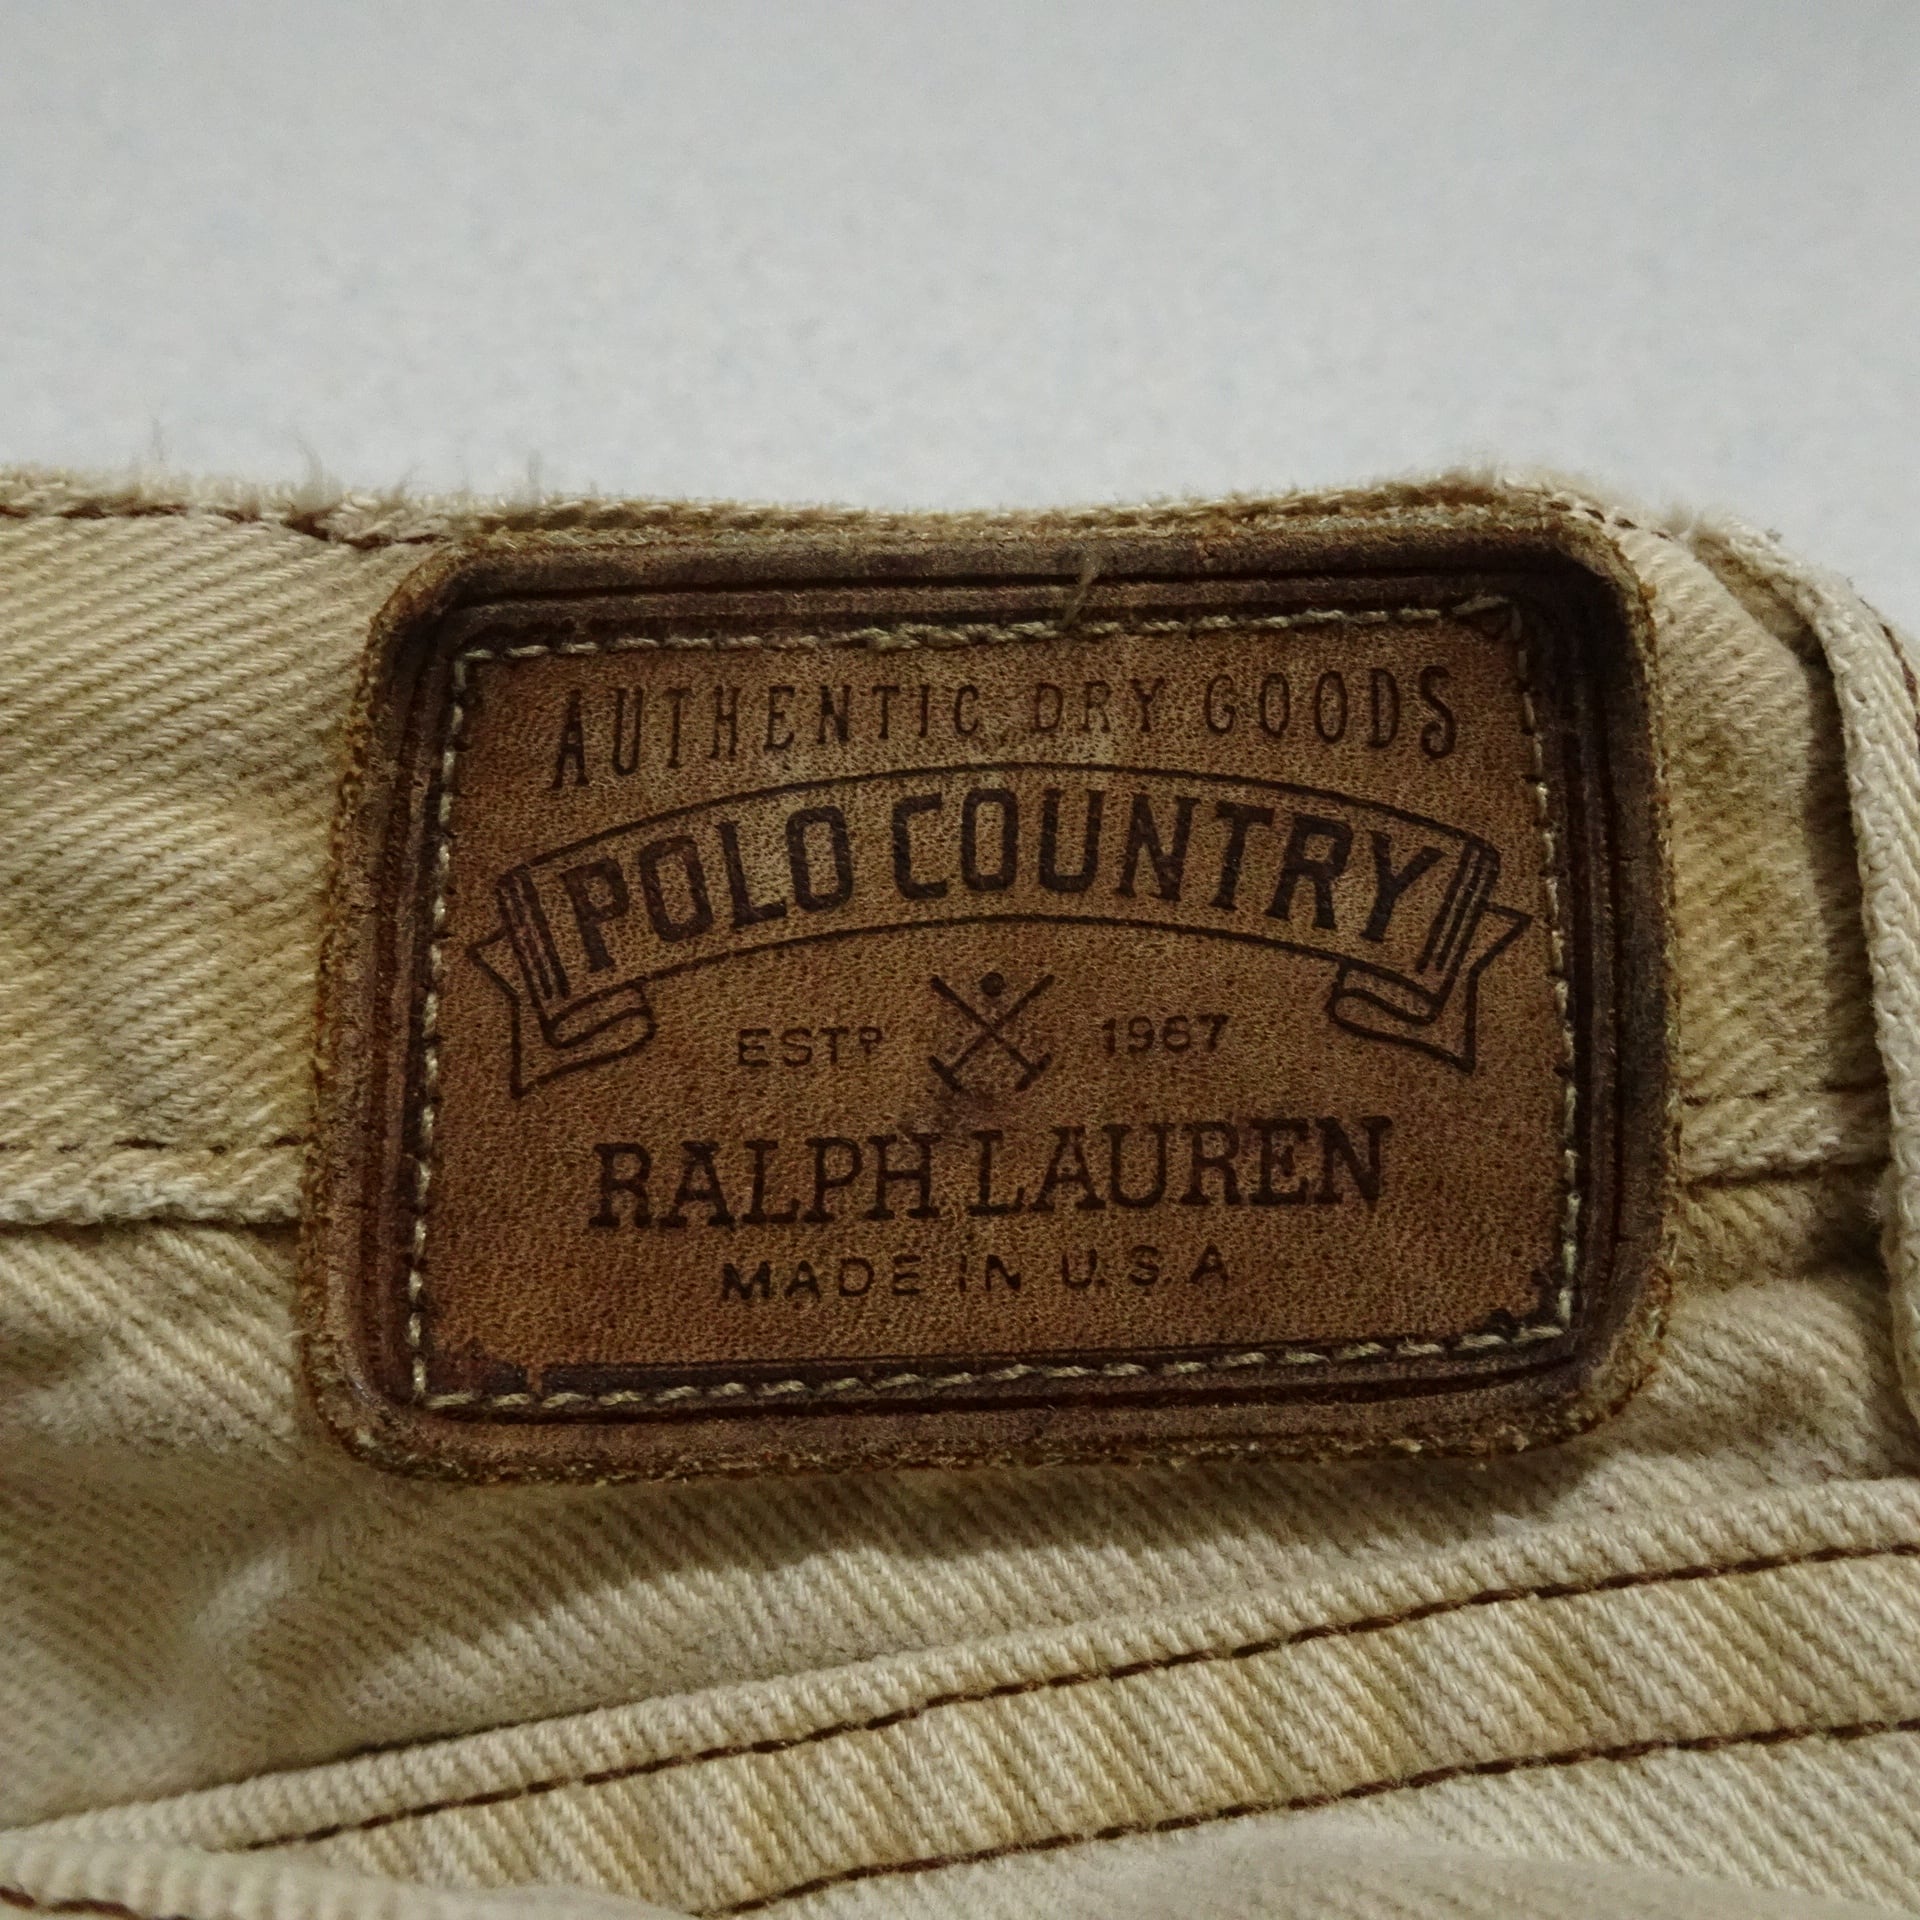 AUTHENTIC DRY GOODS
POLO COUNTRY
ESTD 1967
RALPH LAUREN
MADE IN U.S.A